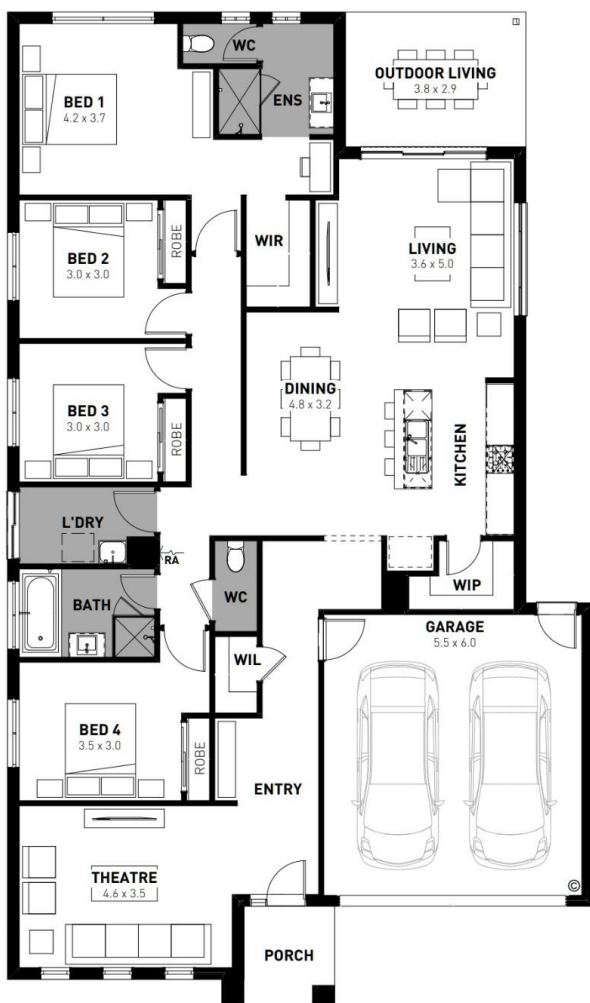 WC
OUTDOOR LIVING
3.8 x 2.9
BED 1
4.2 x 3.7
ENS
WIR
LIVING
3.6 x 5.0
BED 2
3.0 x 3.0
ROBE
DINING
4.8 x 3.2
BED 3
3.0 x 3.0
ROBE
KITCHEN
L'DRY
RA
WC
WIP
BATH
GARAGE
5.5 x 6.0
WIL
BED 4
3.5 x 3.0
ROBE
ENTRY
THEATRE
4.6 x 3.5
©
PORCH